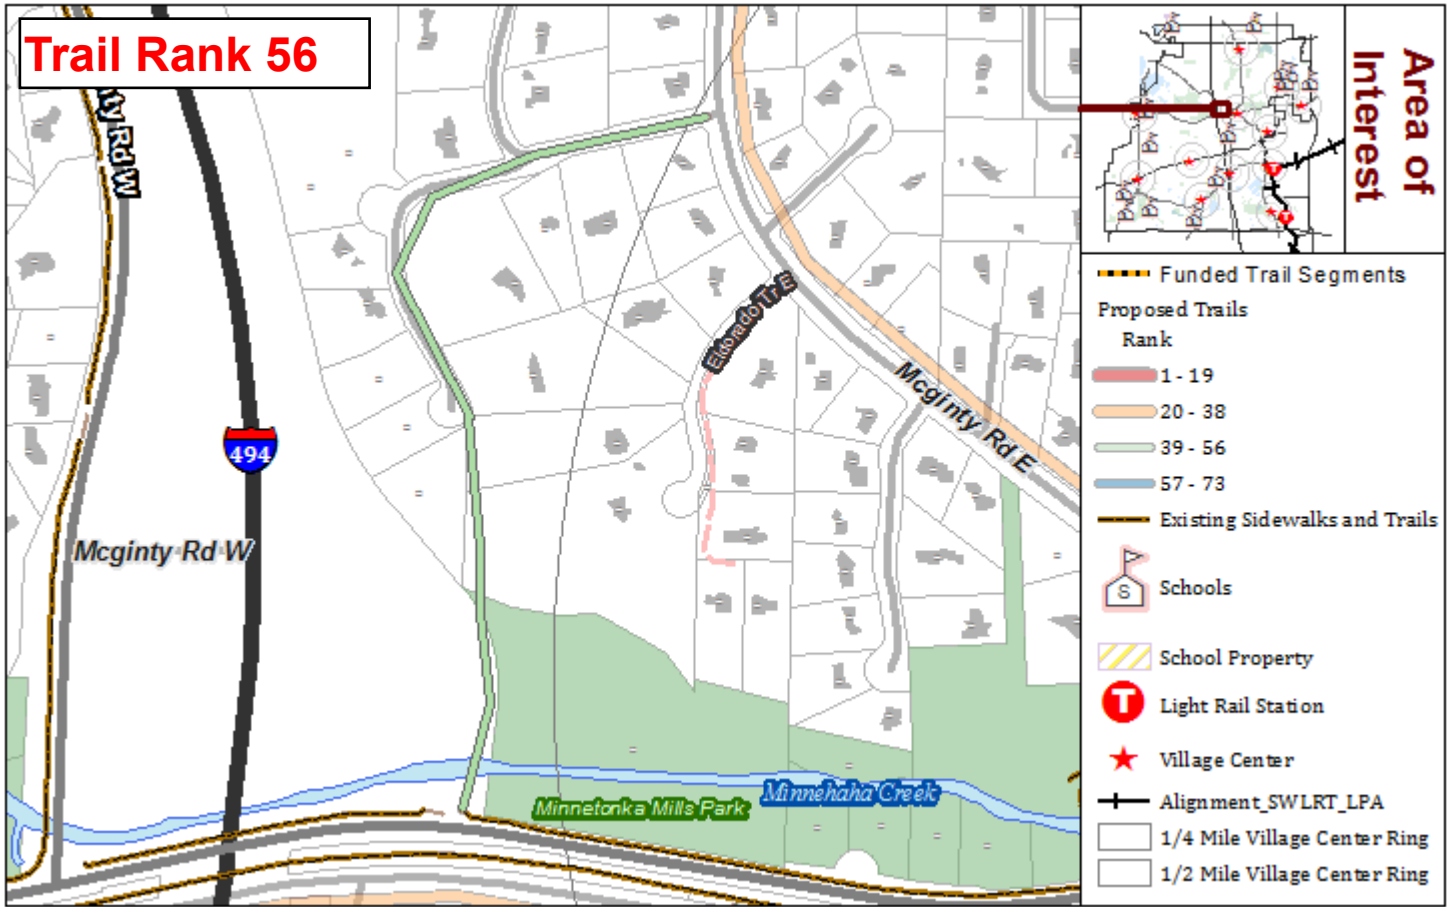 Trail Rank 56
ty Rd W
494
Mcginty Rd W
Eldorado Tr E
Mcginty Rd E
Minnetonka Mills Park
Minnehaha Creek
Area of
Interest
T
T
Funded Trail Segments
Proposed Trails
Rank
1 - 19
20 - 38
39 - 56
57 - 73
Existing Sidewalks and Trails
S
Schools
School Property
T
Light Rail Station
Village Center
Alignment_SWLRT_LPA
1/4 Mile Village Center Ring
1/2 Mile Village Center Ring